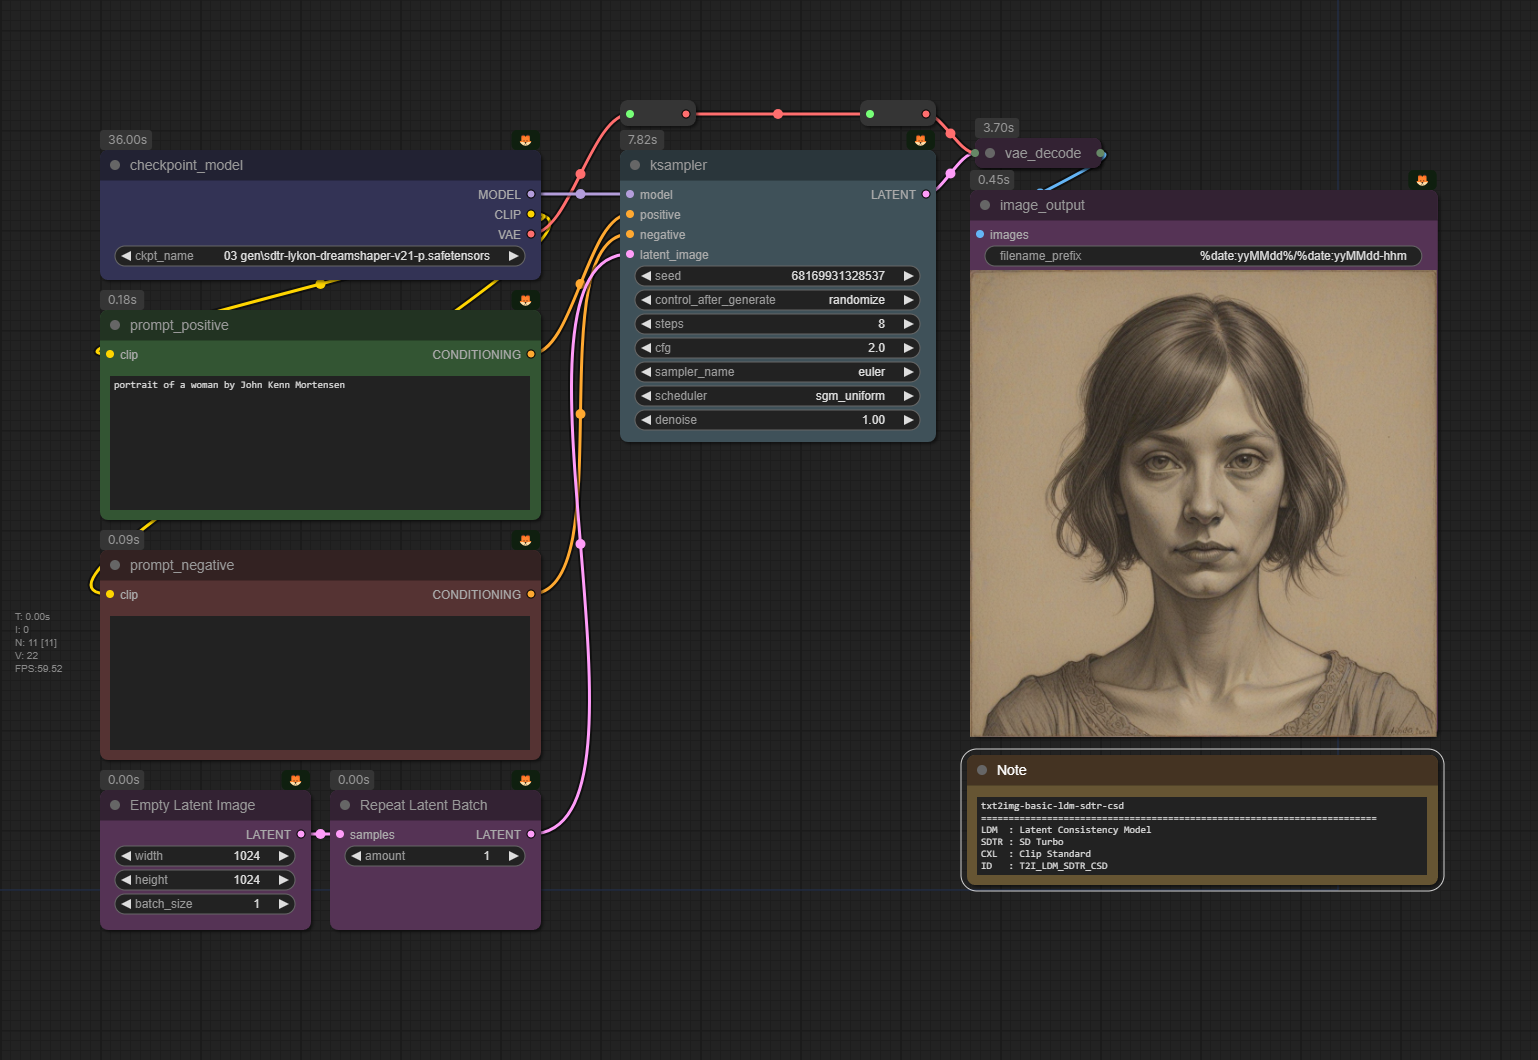 36.00s
checkpoint_model
MODEL
CLIP
VAE
ckpt_name 03 gen\sdtr-lykon-dreamshaper-v21-p.safetensors
0.18s
prompt_positive
clip CONDITIONING
portrait of a woman by John Kenn Mortensen
0.09s
prompt_negative
clip CONDITIONING
T: 0.00s
I: 0
N: 11 [11]
V: 22
FPS:59.52
0.00s
Empty Latent Image
LATENT
width 1024
height 1024
batch_size 1
0.00s
Repeat Latent Batch
samples LATENT
amount 1
7.82s
ksampler
model LATENT
positive
negative
latent_image
seed 68169931328537
control_after_generate randomize
steps 8
cfg 2.0
sampler_name euler
scheduler sgm_uniform
denoise 1.00
3.70s
vae_decode
0.45s
image_output
images
filename_prefix %date:yyMMdd%/%date:yyMMdd-hhm
Note
txt2img-basic-ldm-sdtr-csd
===================================================================================
LDM : Latent Consistency Model
SDTR : SD Turbo
CXL : Clip Standard
ID : T2I_LDM_SDTR_CSD